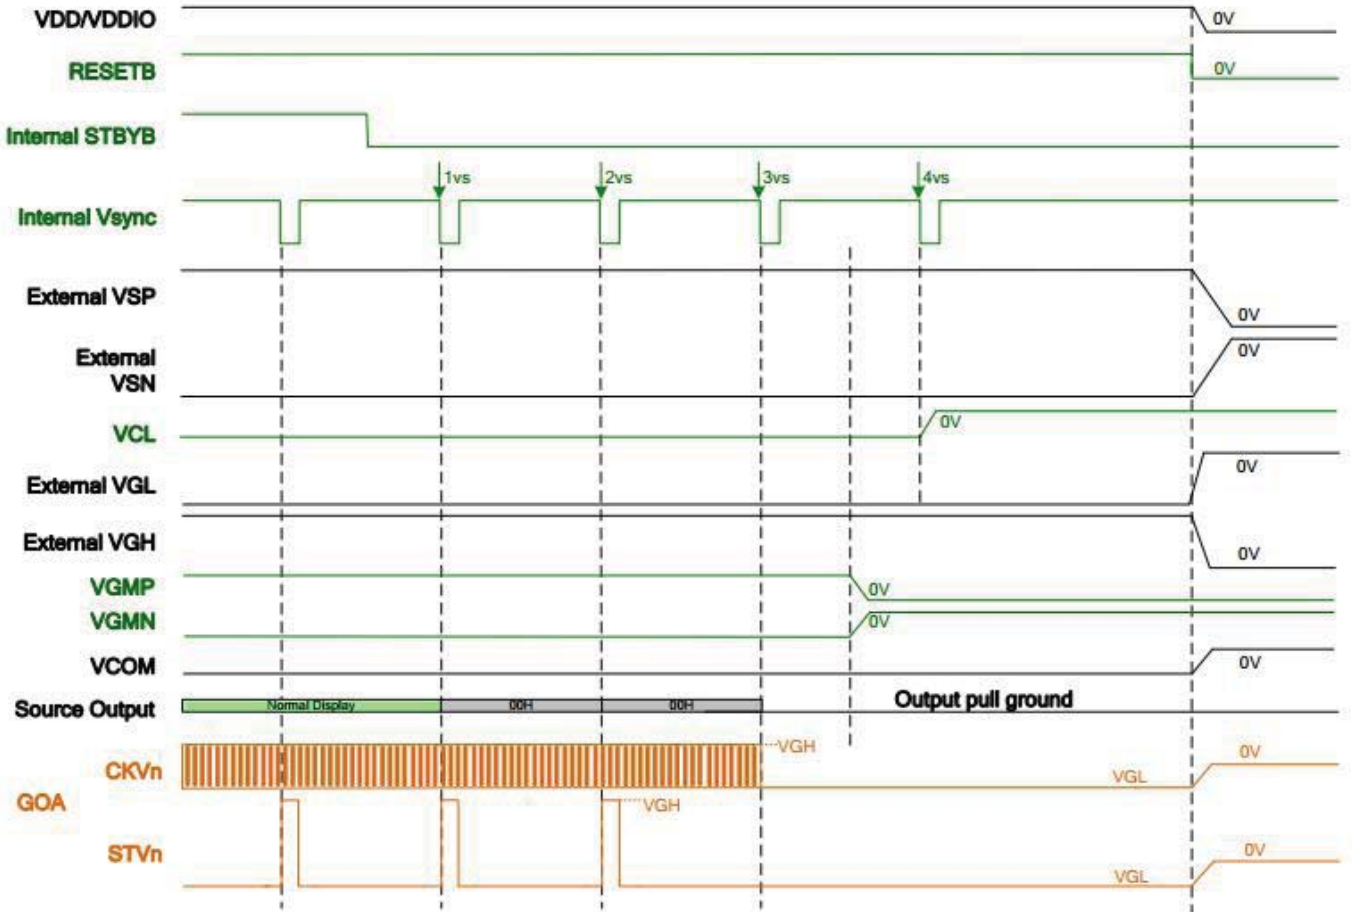 VDD/VDDIO
0V
RESETB
0V
Internal STBYB
1vs 2vs 3vs 4vs
Internal Vsync
External VSP
0V
External
VSN
0V
VCL
0V
External VGL
0V
External VGH
0V
VGMP
0V
VGMN
0V
VCOM
0V
Source Output
Normal Display 00H 00H
Output pull ground
CKVn
VGH
VGL
0V
GOA
VGH
STVn
VGL
0V